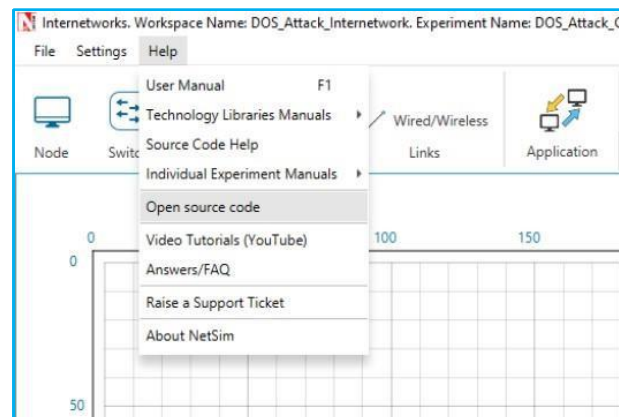 Internetworks. Workspace Name: DOS_Attack_Internetwork. Experiment Name: DOS_Attack_
File Settings Help
User Manual F1
Technology Libraries Manuals
Source Code Help
Individual Experiment Manuals
Open source code
Video Tutorials (YouTube)
Answers/FAQ
Raise a Support Ticket
About NetSim
Node Switc Wired/Wireless
Links Application
0 100 150
0
50